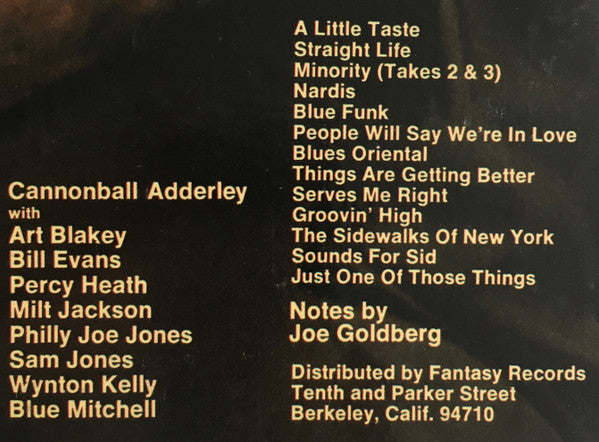 Cannonball Adderley
with
Art Blakey
Bill Evans
Percy Heath
Milt Jackson
Philly Joe Jones
Sam Jones
Wynton Kelly
Blue Mitchell
A Little Taste
Straight Life
Minority (Takes 2 & 3)
Nardis
Blue Funk
People Will Say We're In Love
Blues Oriental
Things Are Getting Better
Serves Me Right
Groovin' High
The Sidewalks Of New York
Sounds For Sid
Just One Of Those Things
Notes by
Joe Goldberg
Distributed by Fantasy Records
Tenth and Parker Street
Berkeley, Calif. 94710